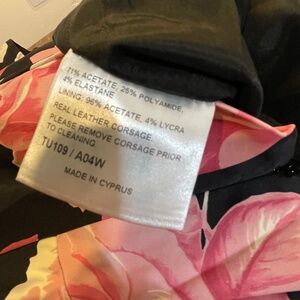 71% ACETATE, 25% POLYAMIDE,
4% ELASTANE
LINING: 96% ACETATE, 4% LYCRA
REAL LEATHER CORSAGE.
PLEASE REMOVE CORSAGE PRIOR
TO CLEANING.
TU109 / A04W
MADE IN CYPRUS